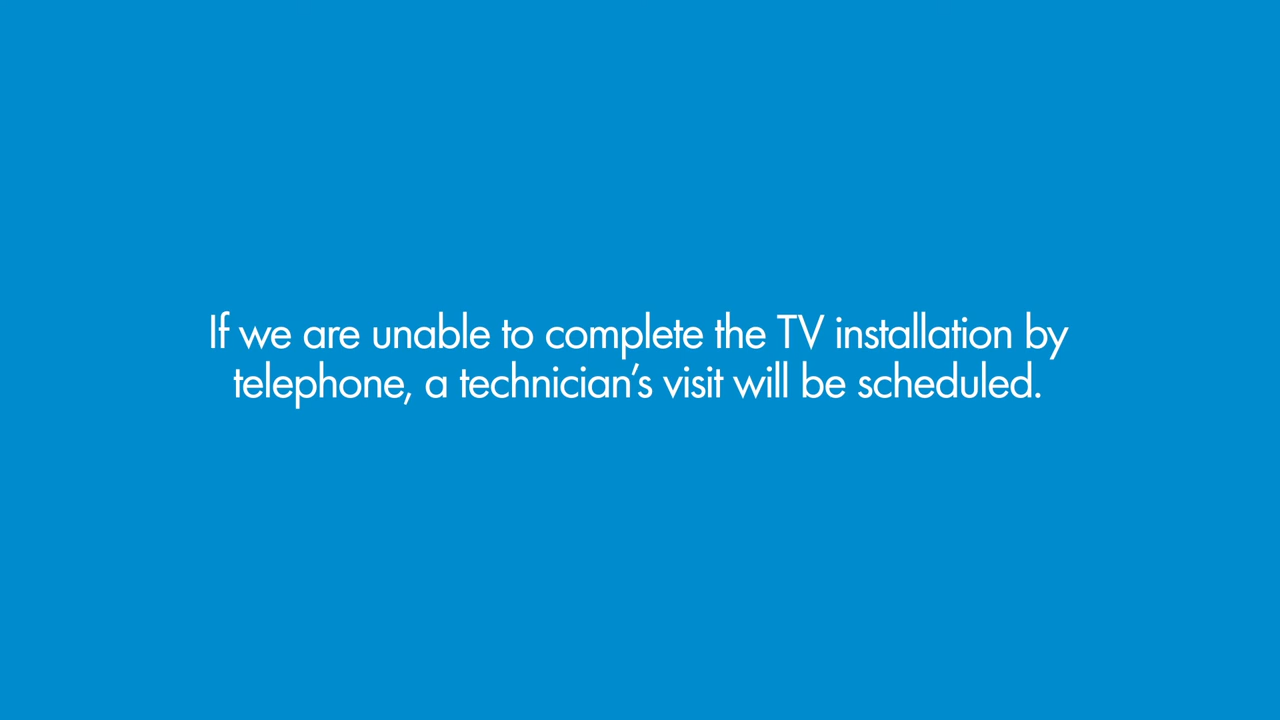 If we are unable to complete the TV installation by
telephone, a technician’s visit will be scheduled.